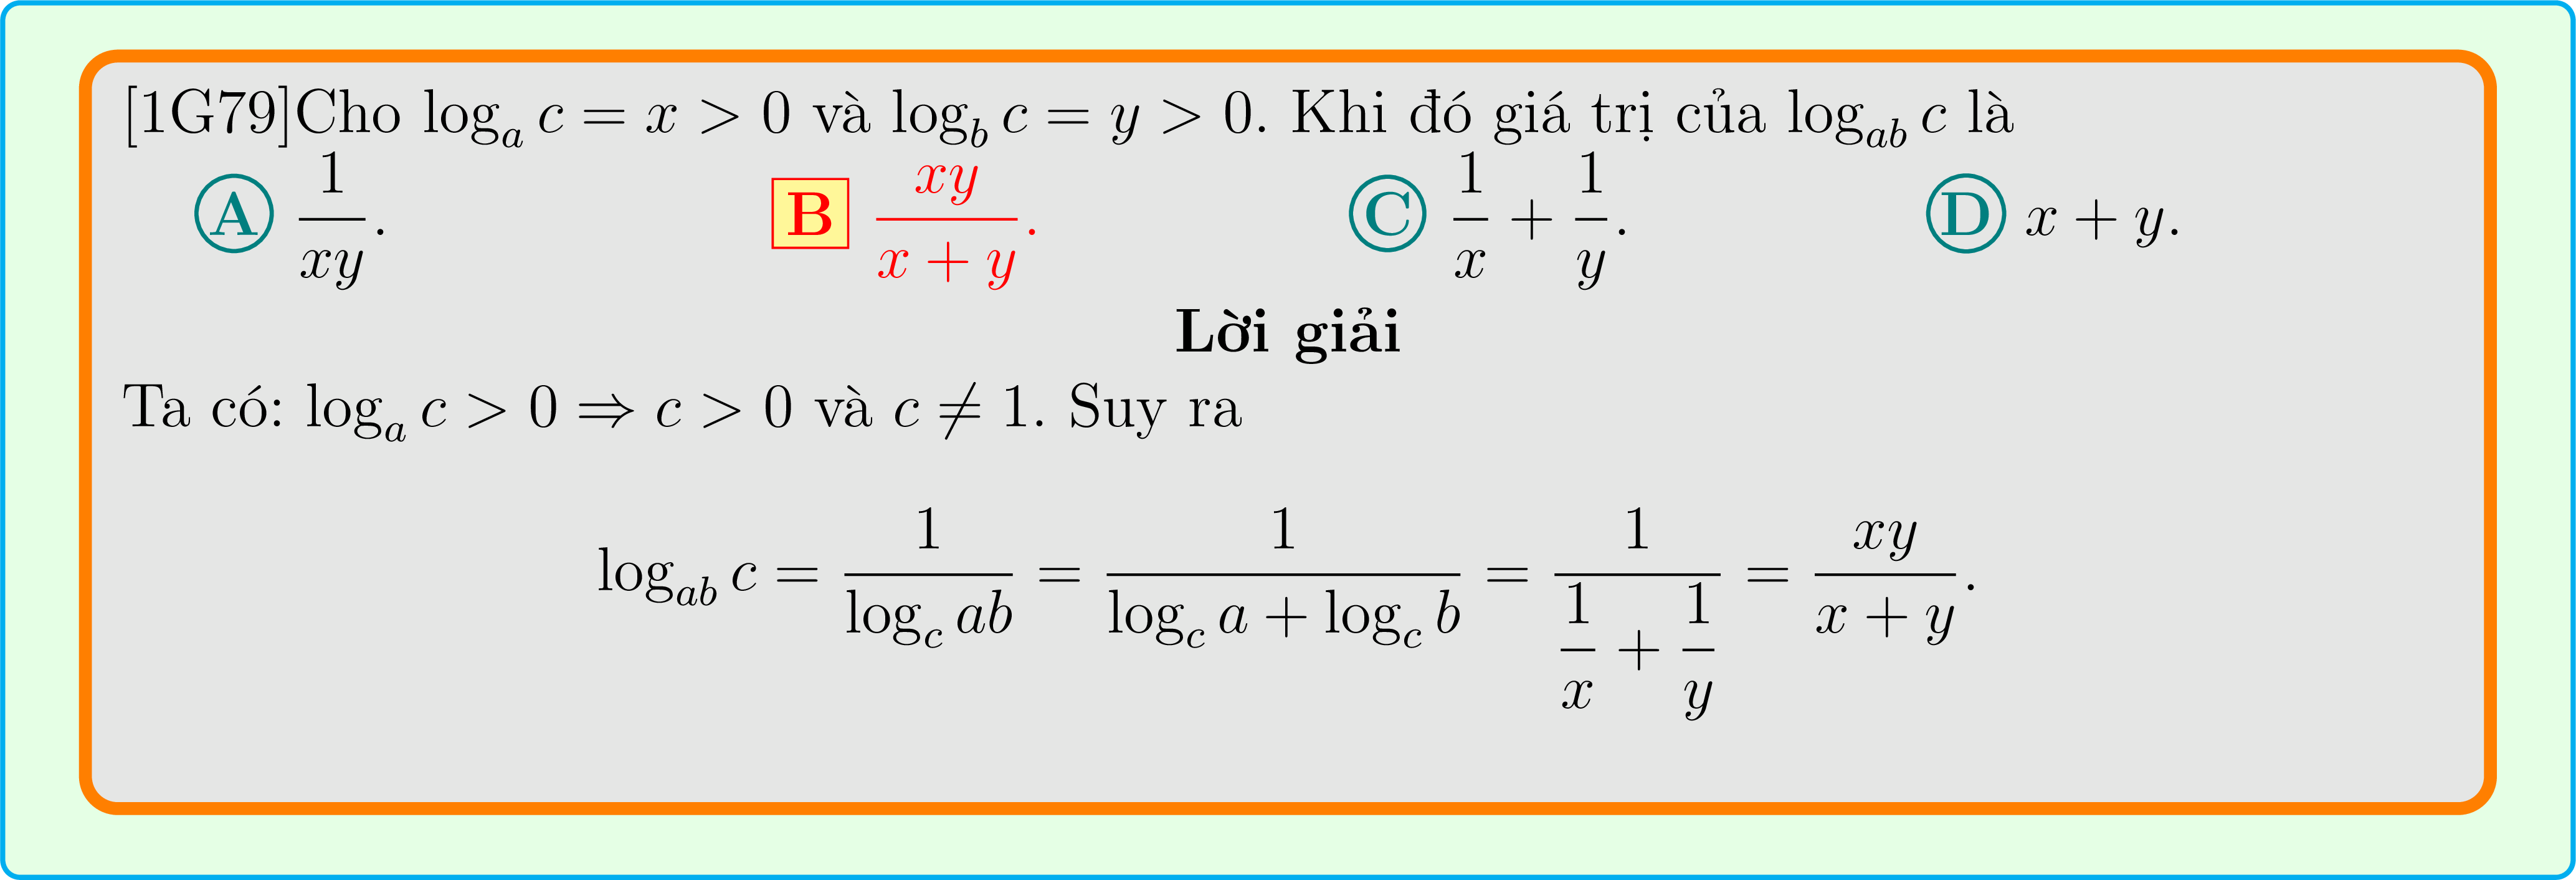 [1G79]Cho log_a c = x > 0 và log_b c = y > 0. Khi đó giá trị của log_{ab} c là
A \frac{1}{xy}. B \frac{xy}{x + y}. C \frac{1}{x} + \frac{1}{y}. D x + y.
Lời giải
Ta có: log_a c > 0 ⇒ c > 0 và c ≠ 1. Suy ra
log_{ab} c = \frac{1}{log_c ab} = \frac{1}{log_c a + log_c b} = \frac{1}{\frac{1}{x} + \frac{1}{y}} = \frac{xy}{x + y}.